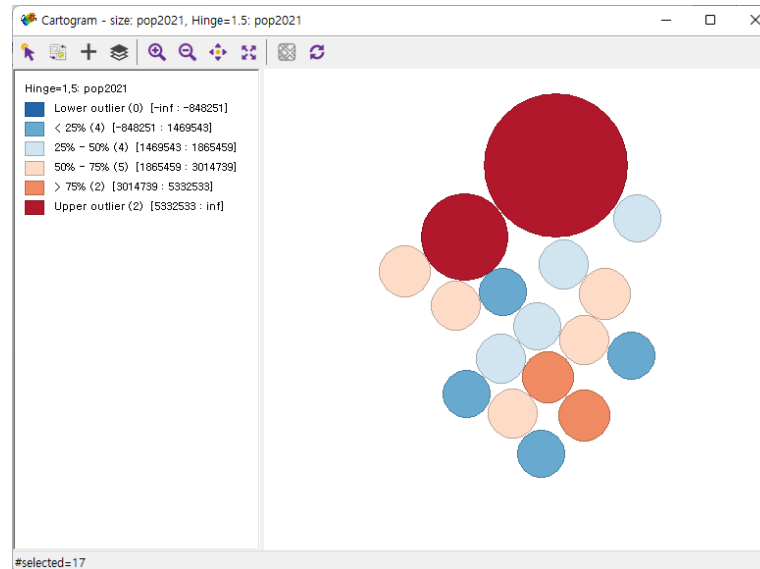 Cartogram - size: pop2021, Hinge=1.5: pop2021
Hinge=1,5: pop2021
Lower outlier (0) [-inf : -848251]
< 25% (4) [-848251 : 1469543]
25% - 50% (4) [1469543 : 1865459]
50% - 75% (5) [1865459 : 3014739]
> 75% (2) [3014739 : 5332533]
Upper outlier (2) [5332533 : inf]
#selected=17